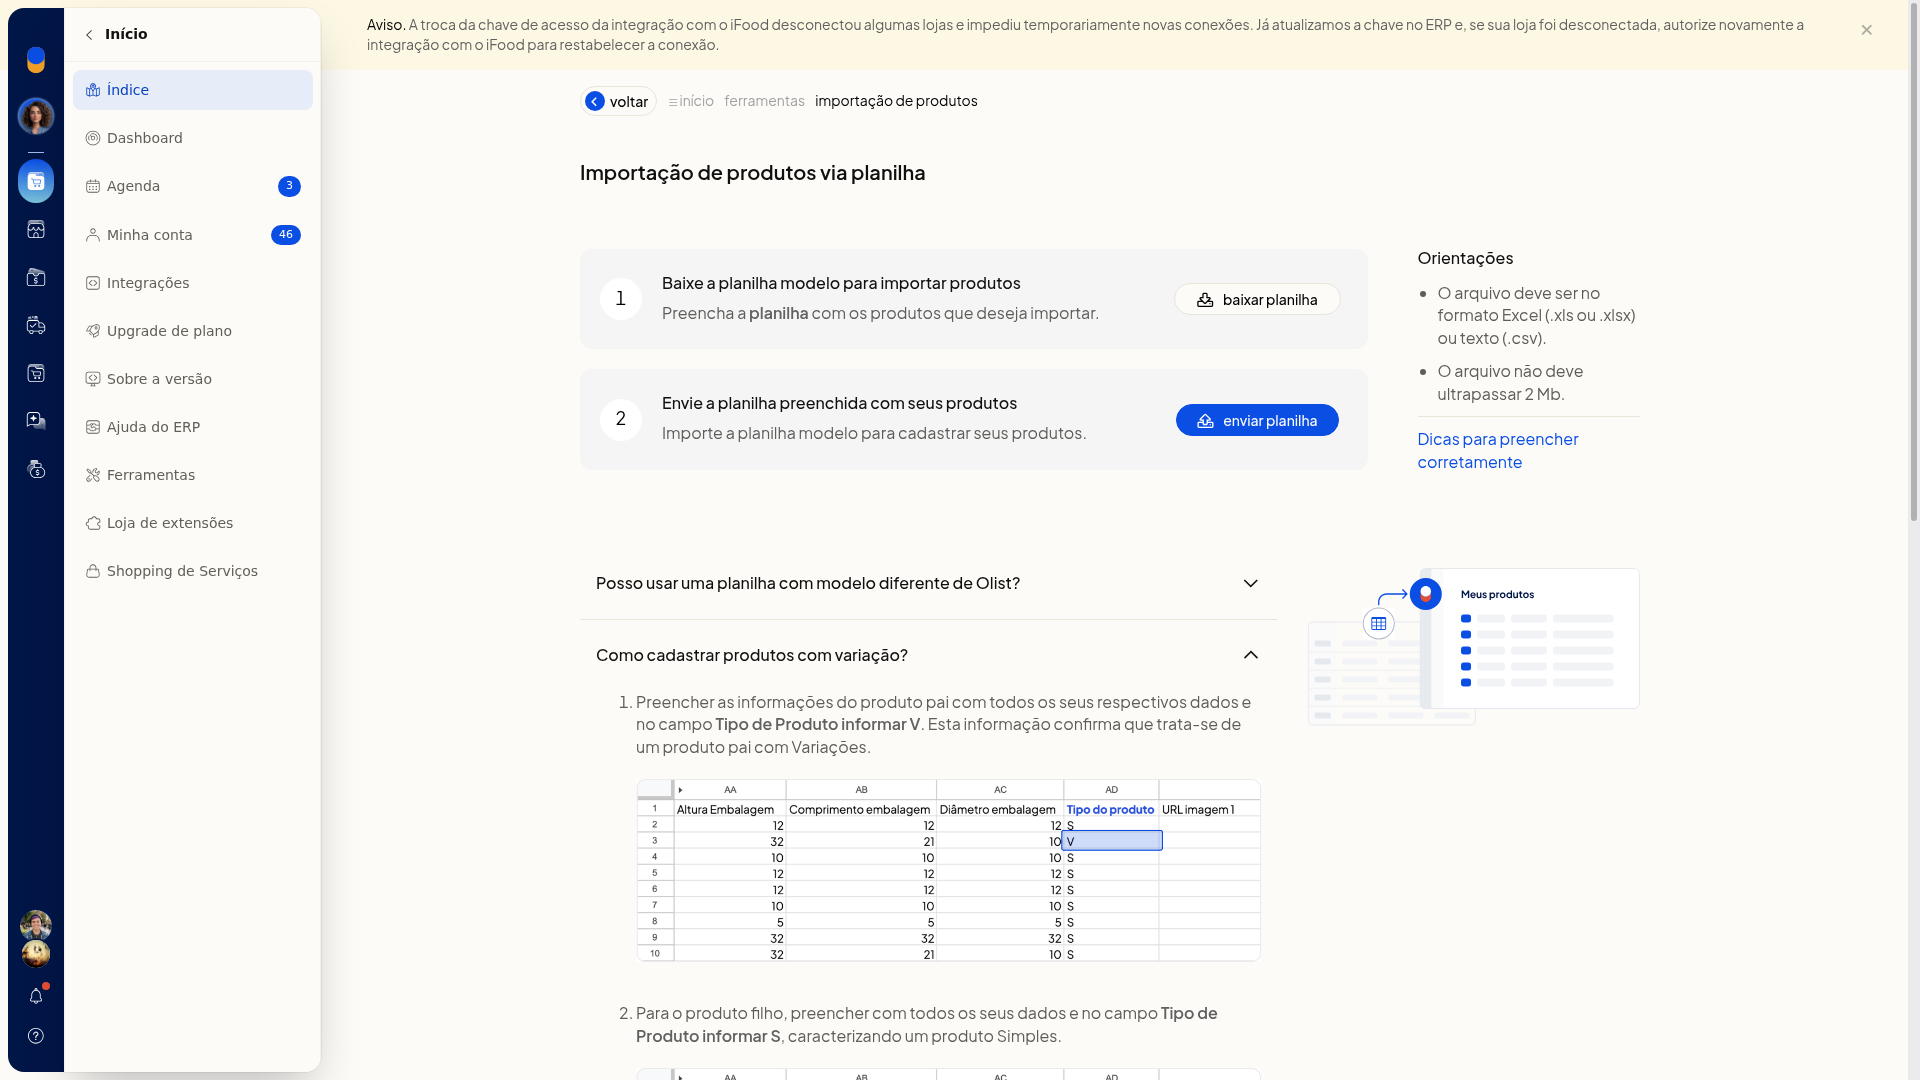 Início
Índice
Dashboard
Agenda
3
Minha conta
46
Integrações
Upgrade de plano
Sobre a versão
Ajuda do ERP
Ferramentas
Loja de extensões
Shopping de Serviços
Aviso. A troca da chave de acesso da integração com o iFood desconectou algumas lojas e impediu temporariamente novas conexões. Já atualizamos a chave no ERP e, se sua loja foi desconectada, autorize novamente a
integração com o iFood para restabelecer a conexão.
voltar início ferramentas importação de produtos
Importação de produtos via planilha
1
Baixe a planilha modelo para importar produtos
Preencha a planilha com os produtos que deseja importar.
baixar planilha
2
Envie a planilha preenchida com seus produtos
Importe a planilha modelo para cadastrar seus produtos.
enviar planilha
Orientações
O arquivo deve ser no
formato Excel (.xls ou .xlsx)
ou texto (.csv).
O arquivo não deve
ultrapassar 2 Mb.
Dicas para preencher
corretamente
Posso usar uma planilha com modelo diferente de Olist?
Meus produtos
Como cadastrar produtos com variação?
1. Preencher as informações do produto pai com todos os seus respectivos dados e
no campo Tipo de Produto informar V. Esta informação confirma que trata-se de
um produto pai com Variações.
AA AB AC AD
1 Altura Embalagem Comprimento embalagem Diâmetro embalagem Tipo do produto URL imagem 1
2 12 12 12 S
3 32 21 10 V
4 10 10 10 S
5 12 12 12 S
6 12 12 12 S
7 10 10 10 S
8 5 5 5 S
9 32 32 32 S
10 32 21 10 S
2. Para o produto filho, preencher com todos os seus dados e no campo Tipo de
Produto informar S, caracterizando um produto Simples.
AA AB AC AD